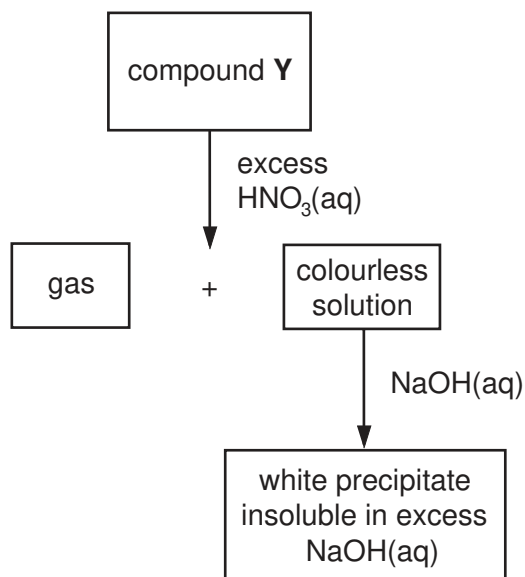 compound Y
excess
HNO₃(aq)
gas
+
colourless
solution
NaOH(aq)
white precipitate
insoluble in excess
NaOH(aq)